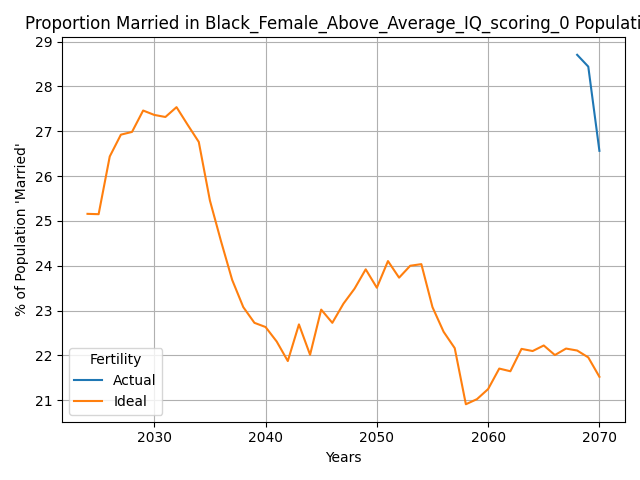 Proportion Married in Black_Female_Above_Average_IQ_scoring_0 Populati
29
28
27
26
25
24
23
22
21
% of Population 'Married'
Fertility
Actual
Ideal
2030 2040 2050 2060 2070
Years